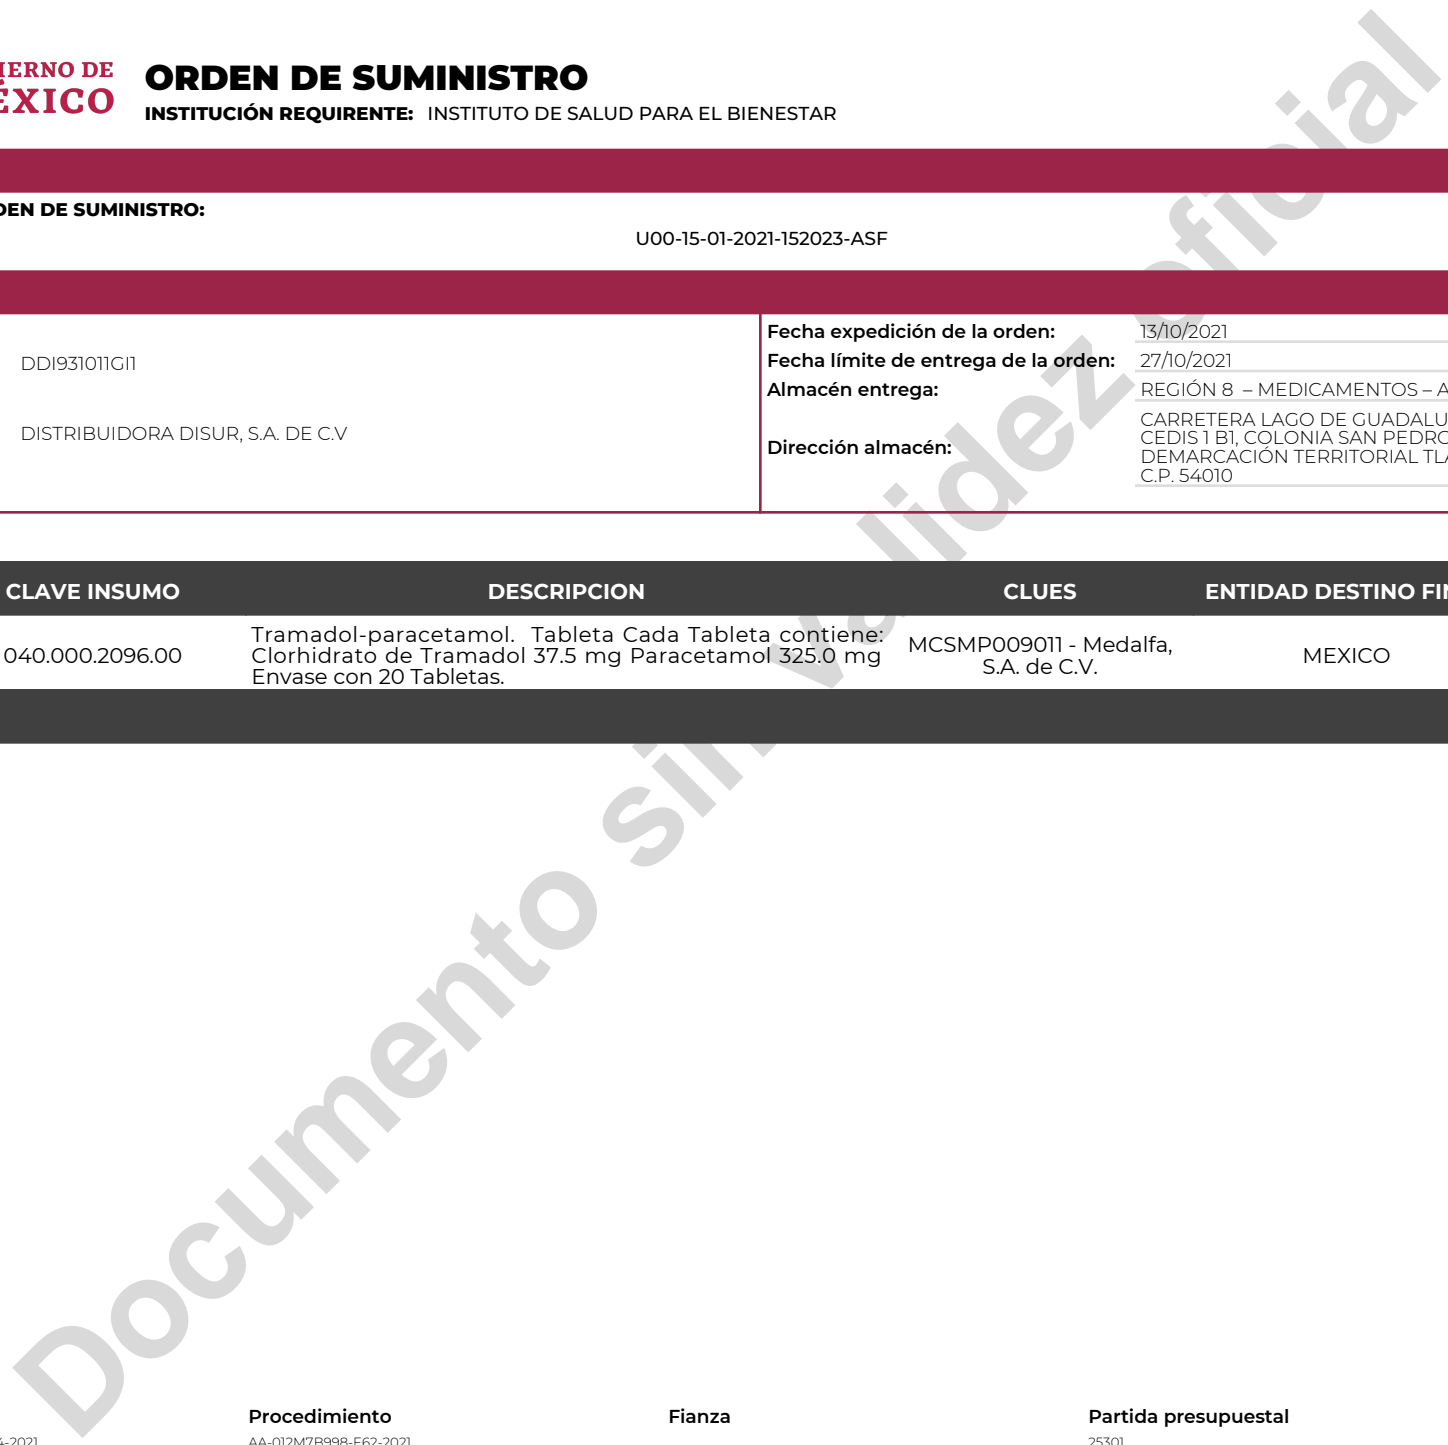 IERNO DE
ÉXICO
ORDEN DE SUMINISTRO
INSTITUCIÓN REQUIRENTE: INSTITUTO DE SALUD PARA EL BIENESTAR
DEN DE SUMINISTRO:
U00-15-01-2021-152023-ASF
DDI931011GI1
DISTRIBUIDORA DISUR, S.A. DE C.V
Fecha expedición de la orden: 13/10/2021
Fecha límite de entrega de la orden: 27/10/2021
Almacén entrega: REGIÓN 8 – MEDICAMENTOS – A
Dirección almacén:
CARRETERA LAGO DE GUADALU
CEDIS 1 B1, COLONIA SAN PEDRO
DEMARCACIÓN TERRITORIAL TLA
C.P. 54010
CLAVE INSUMO DESCRIPCION CLUES ENTIDAD DESTINO FIN
040.000.2096.00
Tramadol-paracetamol. Tableta Cada Tableta contiene:
Clorhidrato de Tramadol 37.5 mg Paracetamol 325.0 mg
Envase con 20 Tabletas.
MCSMP009011 - Medalfa,
S.A. de C.V.
MEXICO
Documento sin validez oficial
Procedimiento Fianza Partida presupuestal
4-2021 AA-012M7B998-E62-2021 25301